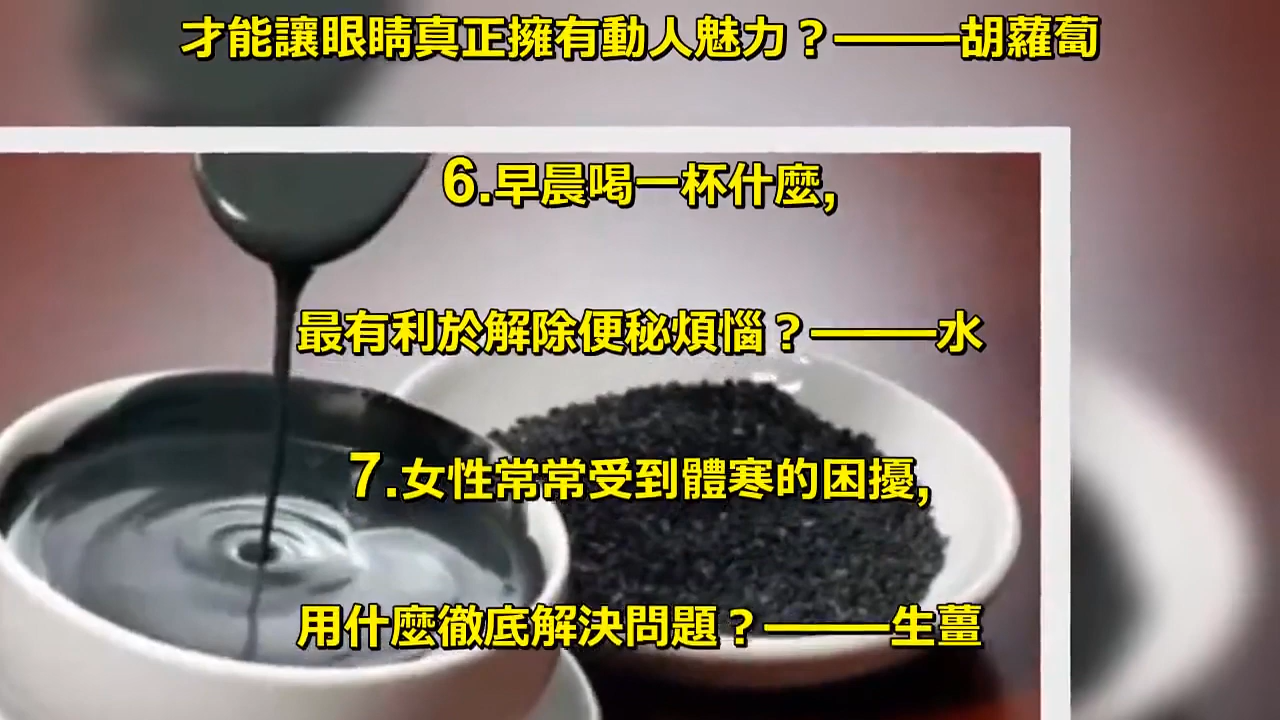 才能讓眼睛真正擁有動人魅力？———胡蘿蔔
6.早晨喝一杯什麼,
最有利於解除便秘煩惱？———水
7.女性常常受到體寒的困擾,
用什麼徹底解決問題？———生薑